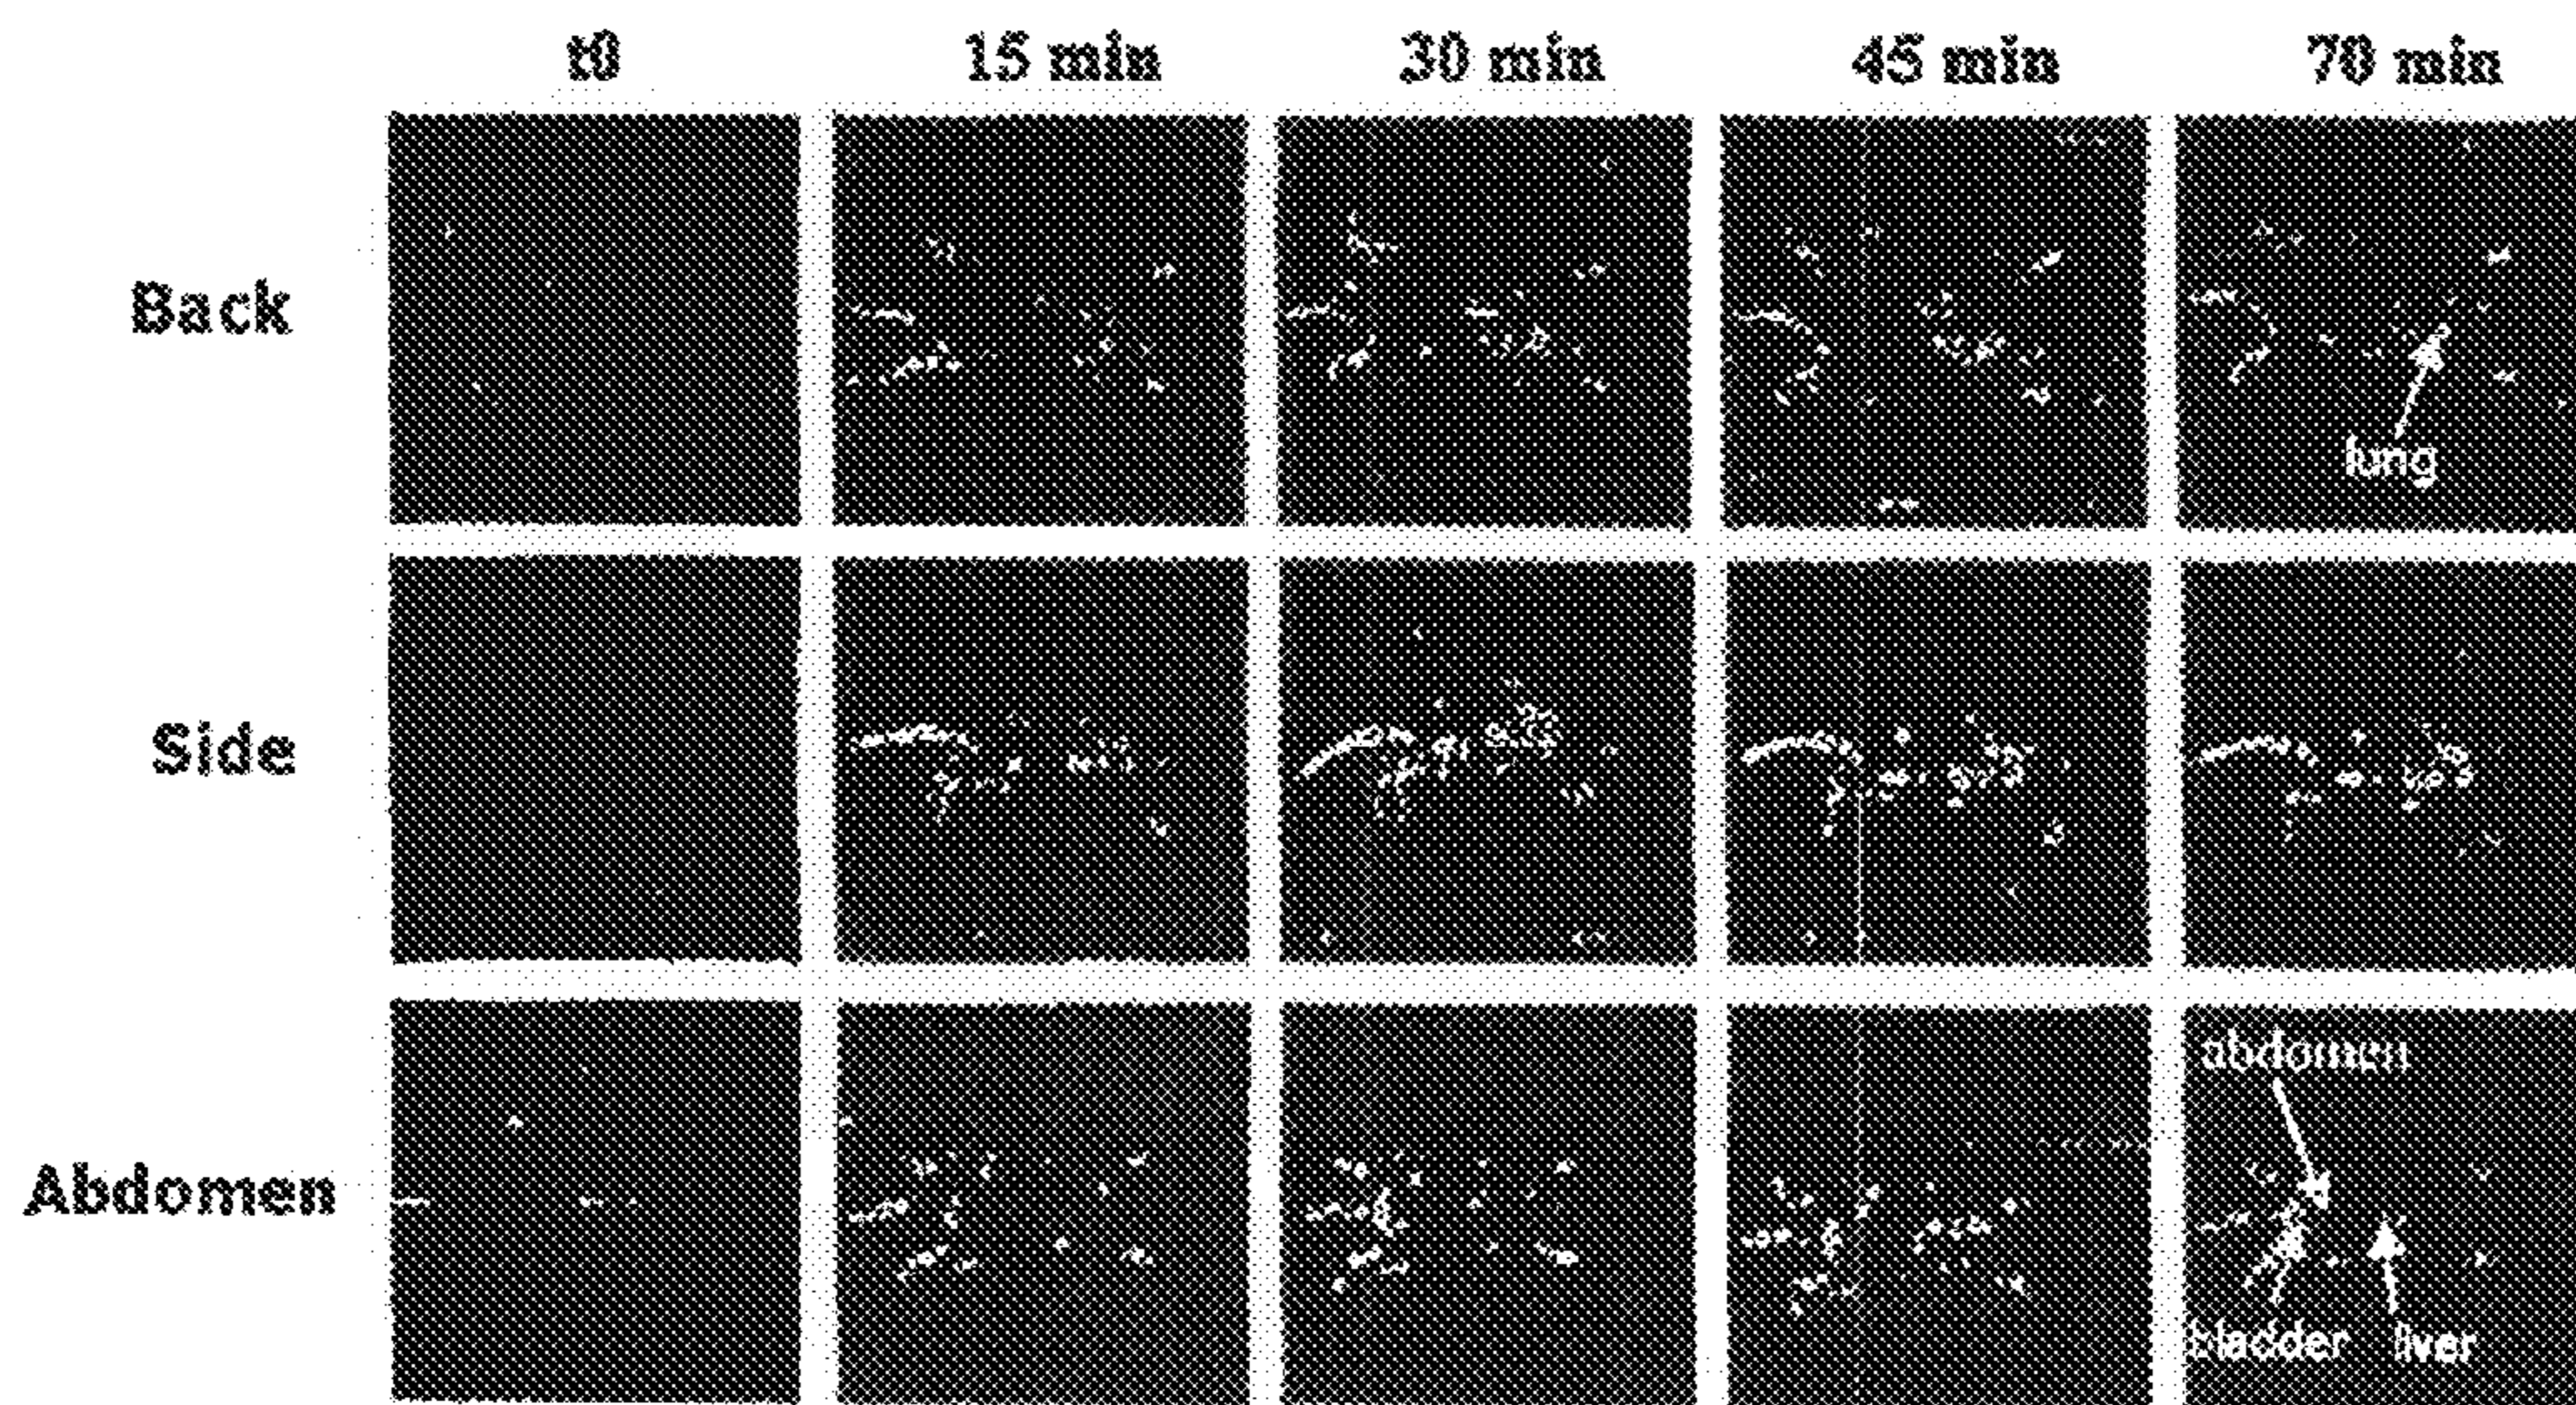 t0 15 min 30 min 45 min 70 min
Back
lung
Side
Abdomen
abdomen
bladder liver